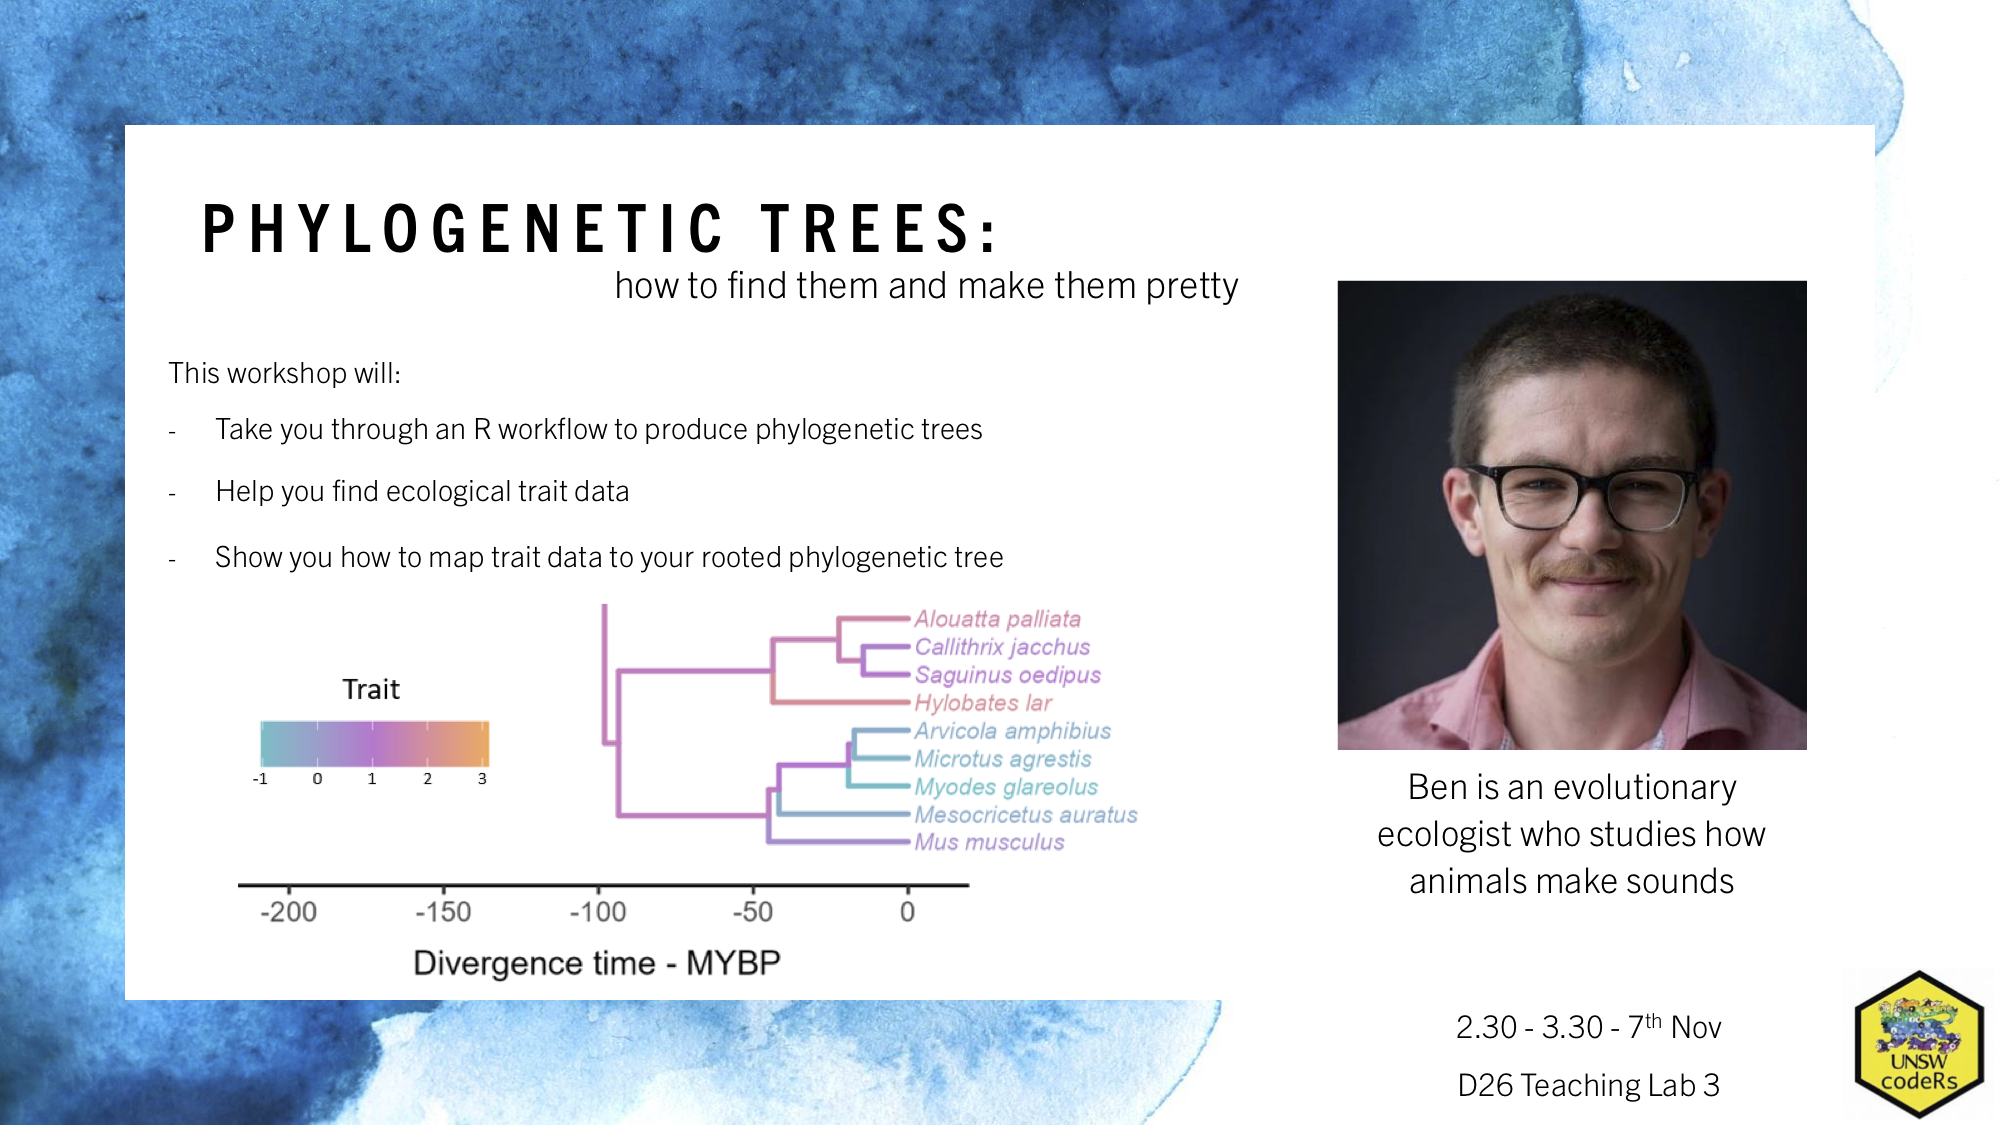 PHYLOGENETIC TREES:
how to find them and make them pretty
This workshop will:
- Take you through an R workflow to produce phylogenetic trees
- Help you find ecological trait data
- Show you how to map trait data to your rooted phylogenetic tree
Trait
-1 0 1 2 3
Alouatta palliata
Callithrix jacchus
Saguinus oedipus
Hylobates lar
Arvicola amphibius
Microtus agrestis
Myodes glareolus
Mesocricetus auratus
Mus musculus
-200 -150 -100 -50 0
Divergence time - MYBP
Ben is an evolutionary
ecologist who studies how
animals make sounds
2.30 - 3.30 - 7th Nov
D26 Teaching Lab 3
UNSW
codeRs